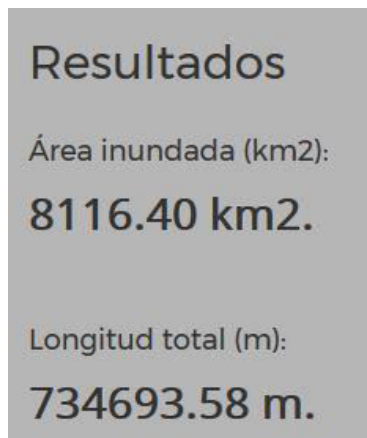 Resultados
Área inundada (km2):
8116.40 km2.
Longitud total (m):
734693.58 m.